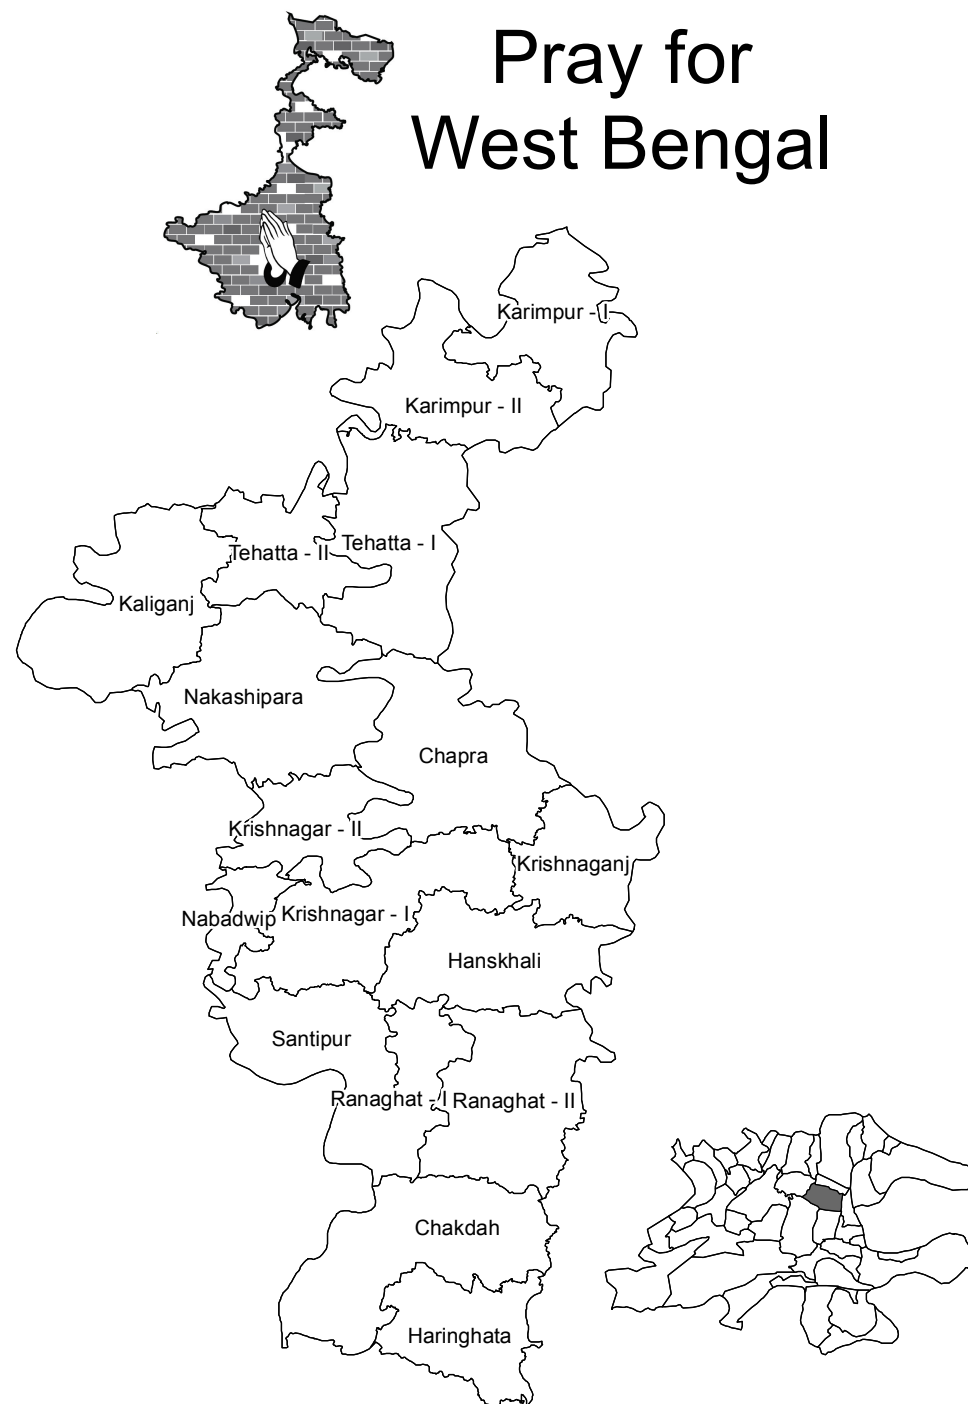 Pray for
West Bengal
Karimpur - I
Karimpur - II
Tehatta - I
Tehatta - II
Kaliganj
Nakashipara
Chapra
Krishnagar - II
Krishnaganj
Nabadwip
Krishnagar - I
Hanskhali
Santipur
Ranaghat - I
Ranaghat - II
Chakdah
Haringhata